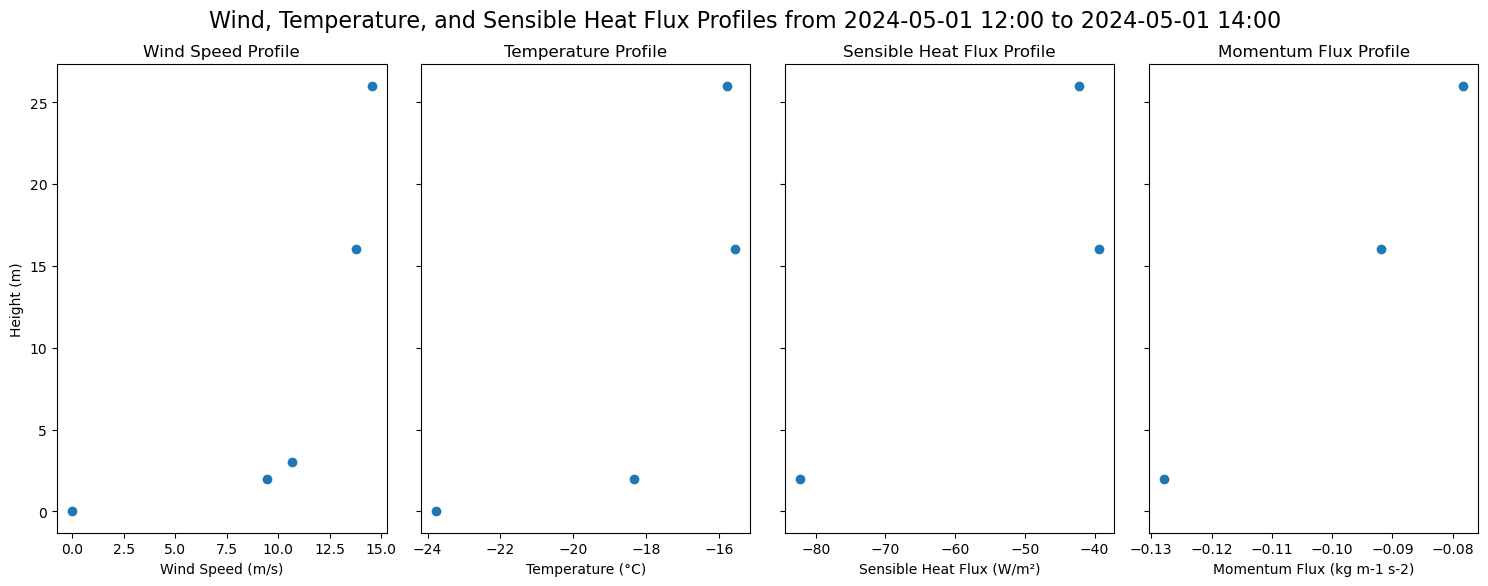 Wind, Temperature, and Sensible Heat Flux Profiles from 2024-05-01 12:00 to 2024-05-01 14:00
Wind Speed Profile
Temperature Profile
Sensible Heat Flux Profile
Momentum Flux Profile
25
20
15
10
5
0
Height (m)
0.0 2.5 5.0 7.5 10.0 12.5 15.0
−24 −22 −20 −18 −16
−80 −70 −60 −50 −40
−0.13 −0.12 −0.11 −0.10 −0.09 −0.08
Wind Speed (m/s)
Temperature (°C)
Sensible Heat Flux (W/m²)
Momentum Flux (kg m-1 s-2)